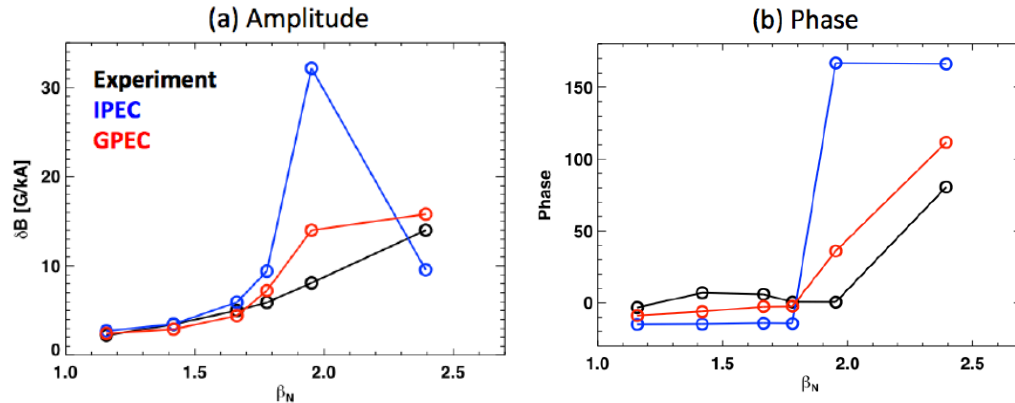 (a) Amplitude
Experiment
IPEC
GPEC
30
20
10
0
δB [G/kA]
1.0 1.5 2.0 2.5
βN
(b) Phase
150
100
50
0
Phase
1.0 1.5 2.0 2.5
βN